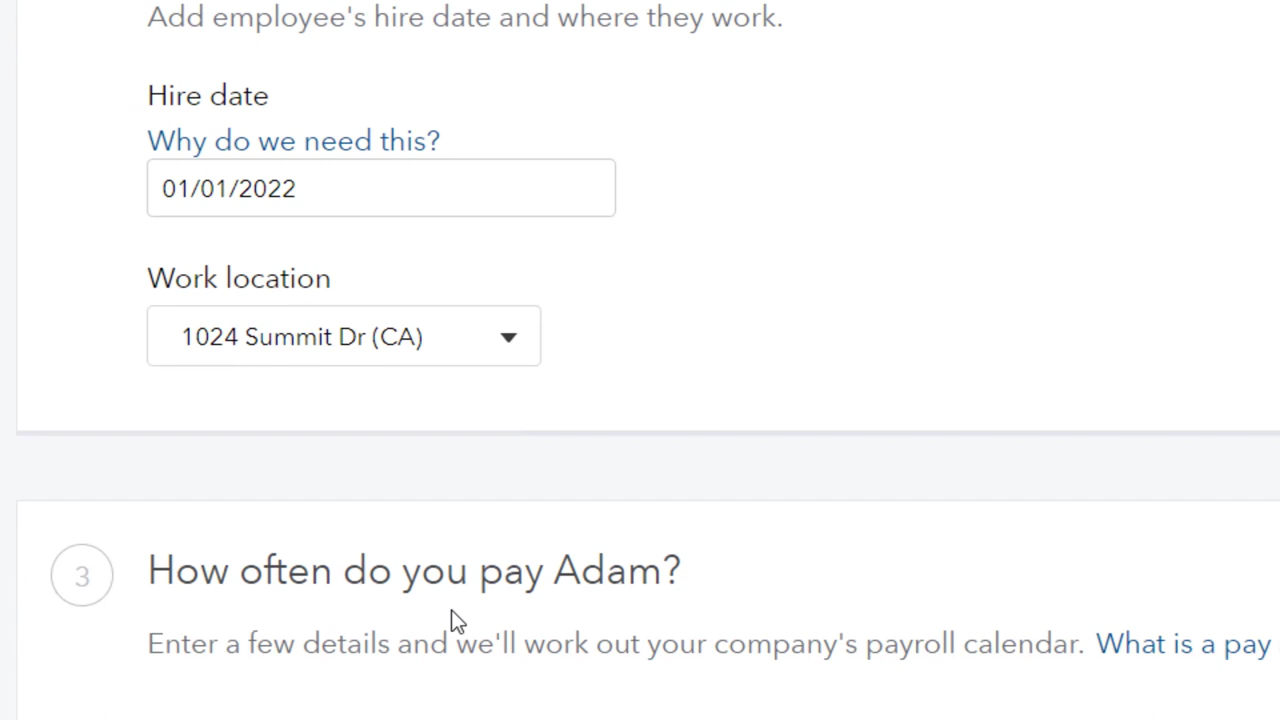 Add employee's hire date and where they work.
Hire date
Why do we need this?
01/01/2022
Work location
1024 Summit Dr (CA)
3
How often do you pay Adam?
Enter a few details and we'll work out your company's payroll calendar. What is a pay